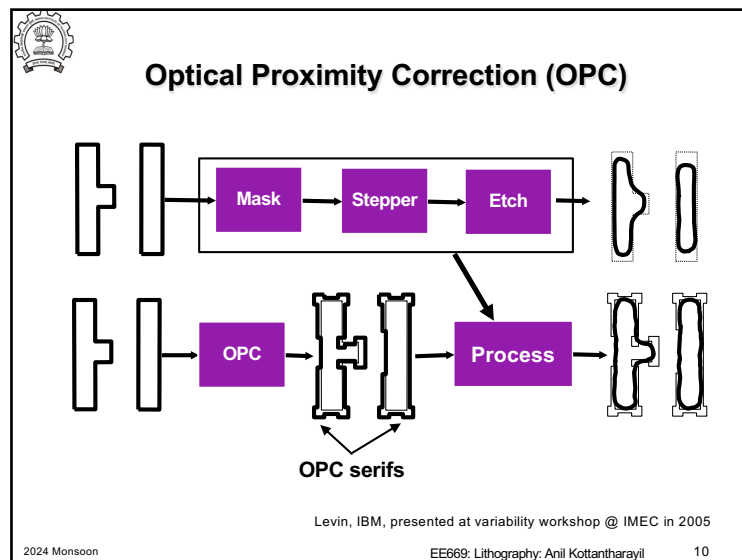 Optical Proximity Correction (OPC)
Mask
Stepper
Etch
OPC
Process
OPC serifs
Levin, IBM, presented at variability workshop @ IMEC in 2005
2024 Monsoon
EE669: Lithography: Anil Kottantharayil
10